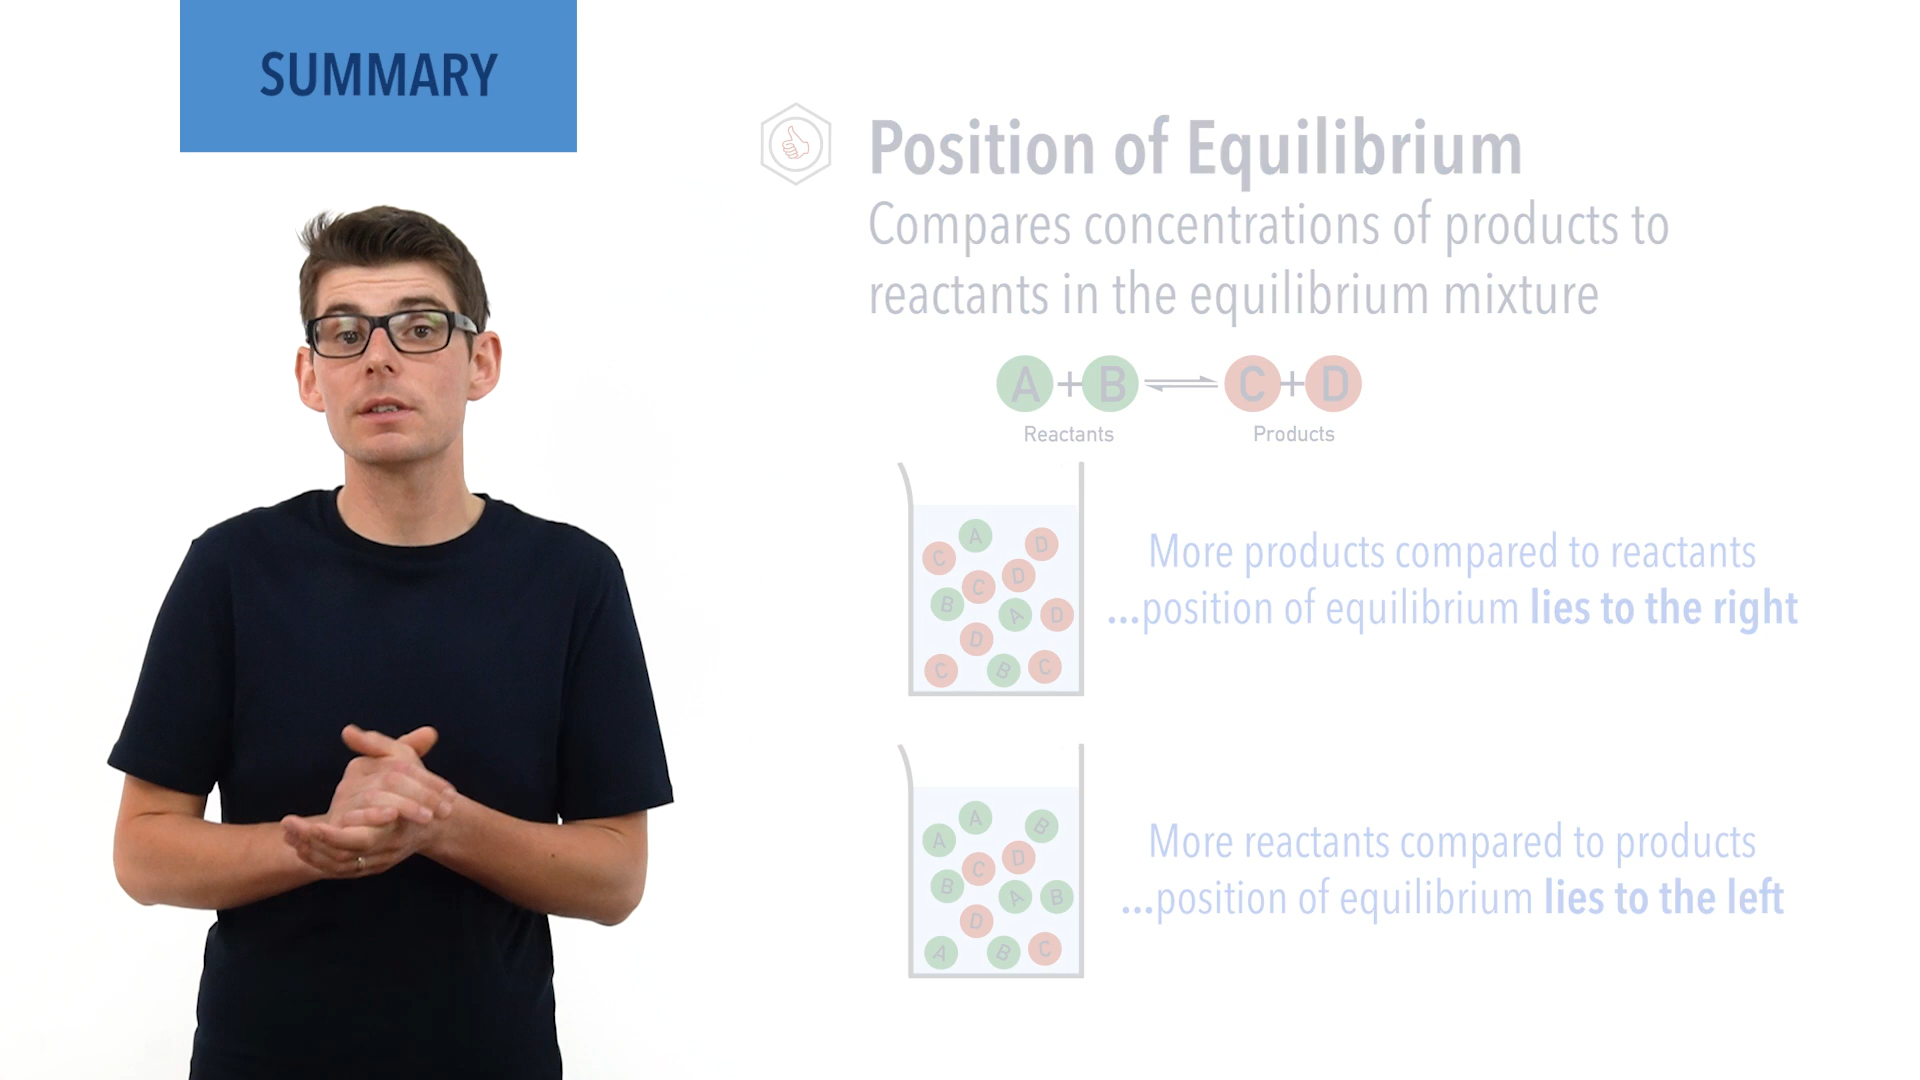 SUMMARY
Position of Equilibrium
Compares concentrations of products to
reactants in the equilibrium mixture
A + B ⇌ C + D
Reactants Products
A
D
C
D
C
B
A
D
D
C
B
C
More products compared to reactants
...position of equilibrium lies to the right
A
B
A
D
C
B
A
B
D
A
B
C
More reactants compared to products
...position of equilibrium lies to the left